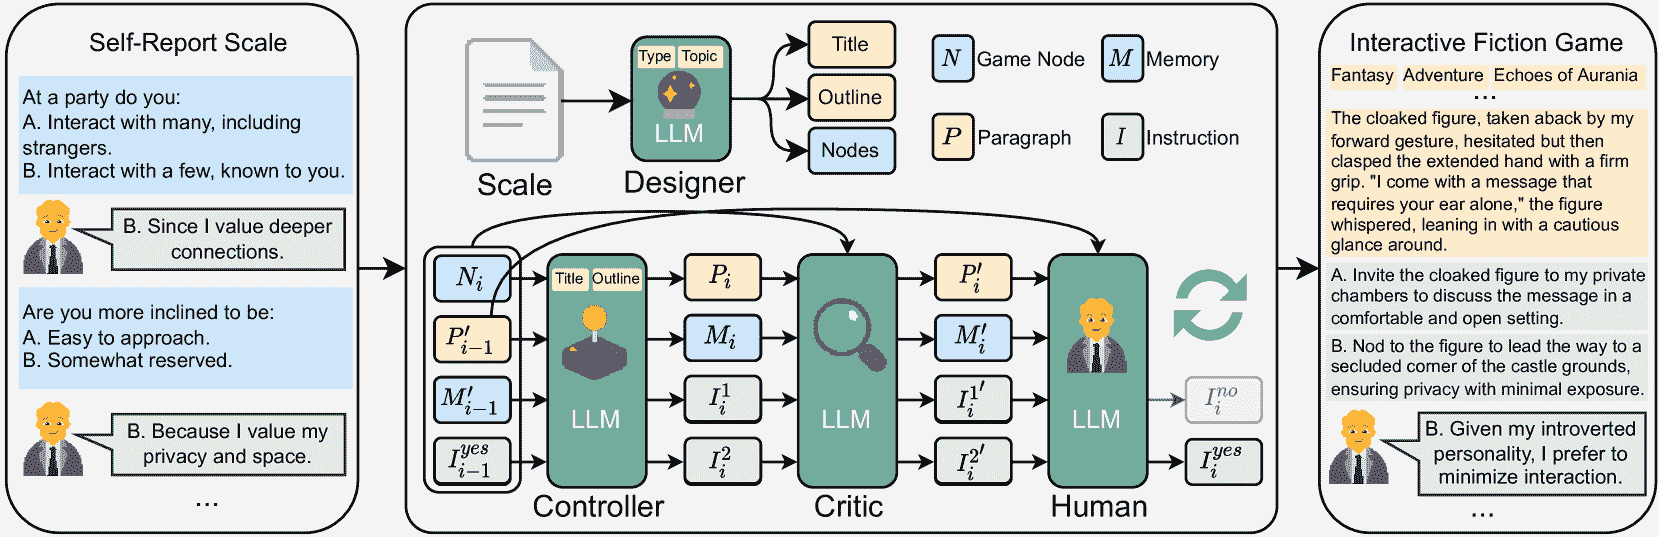 Self-Report Scale
At a party do you:
A. Interact with many, including
strangers.
B. Interact with a few, known to you.
B. Since I value deeper
connections.
Are you more inclined to be:
A. Easy to approach.
B. Somewhat reserved.
B. Because I value my
privacy and space.
...
Scale
Type Topic
LLM
Designer
Title
Outline
Nodes
N Game Node
M Memory
P Paragraph
I Instruction
N_i
P'_{i-1}
M'_{i-1}
I^{yes}_{i-1}
Title Outline
LLM
Controller
P_i
M_i
I^1_i
I^2_i
LLM
Critic
P'_i
M'_i
I^{1'}_i
I^{2'}_i
LLM
Human
I^{no}_i
I^{yes}_i
Interactive Fiction Game
Fantasy Adventure Echoes of Aurania
...
The cloaked figure, taken aback by my
forward gesture, hesitated but then
clasped the extended hand with a firm
grip. "I come with a message that
requires your ear alone," the figure
whispered, leaning in with a cautious
glance around.
A. Invite the cloaked figure to my private
chambers to discuss the message in a
comfortable and open setting.
B. Nod to the figure to lead the way to a
secluded corner of the castle grounds,
ensuring privacy with minimal exposure.
B. Given my introverted
personality, I prefer to
minimize interaction.
...